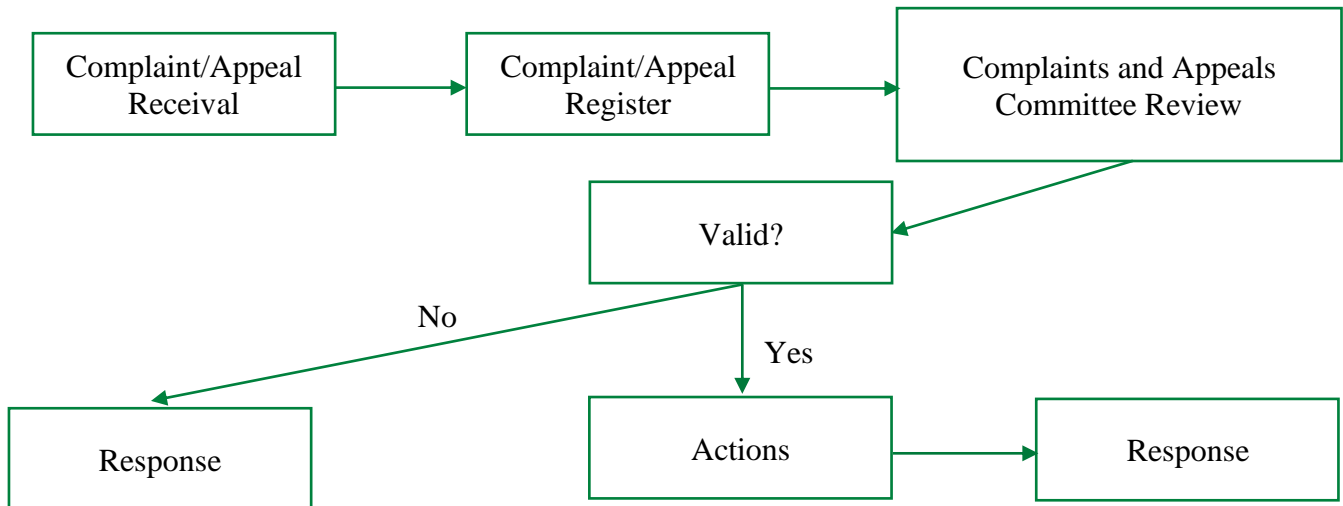 Complaint/Appeal
Receival
Complaint/Appeal
Register
Complaints and Appeals
Committee Review
Valid?
No
Yes
Response
Actions
Response